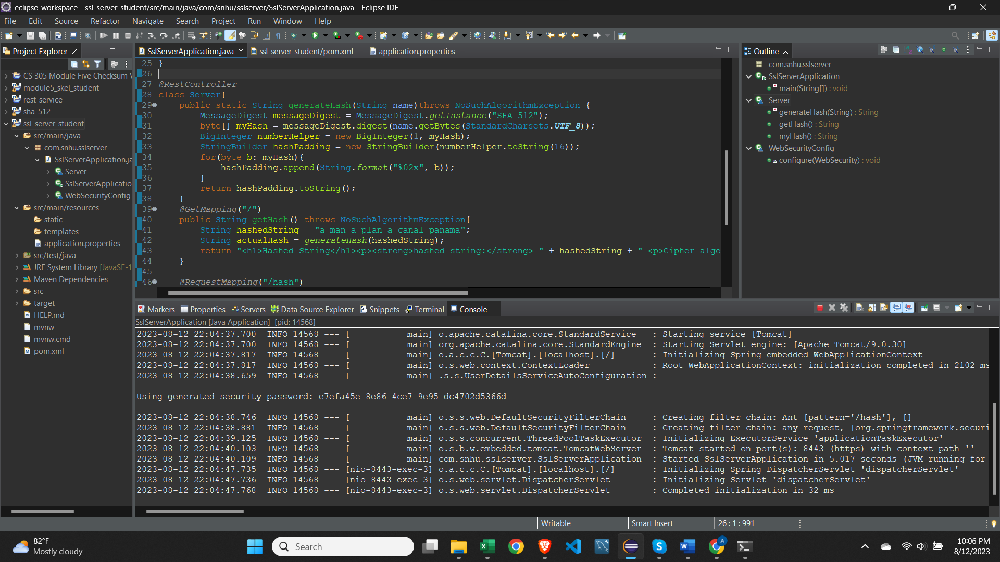 eclipse-workspace - ssl-server_student/src/main/java/com/snhu/sslserver/SslServerApplication.java - Eclipse IDE
File Edit Source Refactor Navigate Search Project Run Window Help
Project Explorer
CS 305 Module Five Checksum V
module5_skel_student
rest-service
sha-512
ssl-server_student
src/main/java
com.snhu.sslserver
SslServerApplication.ja
Server
SslServerApplicatio
WebSecurityConfig
src/main/resources
static
templates
application.properties
src/test/java
JRE System Library [JavaSE-1
Maven Dependencies
src
target
HELP.md
mvnw
mvnw.cmd
pom.xml
SslServerApplication.java ssl-server_student/pom.xml application.properties
25 }
26
27 @RestController
28 class Server{
29 public static String generateHash(String name)throws NoSuchAlgorithmException {
30 MessageDigest messageDigest = MessageDigest.getInstance("SHA-512");
31 byte[] myHash = messageDigest.digest(name.getBytes(StandardCharsets.UTF_8));
32 BigInteger numberHelper = new BigInteger(1, myHash);
33 StringBuilder hashPadding = new StringBuilder(numberHelper.toString(16));
34 for(byte b: myHash){
35 hashPadding.append(String.format("%02x", b));
36 }
37 return hashPadding.toString();
38 }
39 @GetMapping("/")
40 public String getHash() throws NoSuchAlgorithmException{
41 String hashedString = "a man a plan a canal panama";
42 String actualHash = generateHash(hashedString);
43 return "<h1>Hashed String</h1><p><strong>hashed string:</strong> " + hashedString + " <p>Cipher algo
44 }
45
46 @RequestMapping("/hash")
Outline
com.snhu.sslserver
SslServerApplication
main(String[]) : void
Server
generateHash(String) : String
getHash() : String
myHash() : String
WebSecurityConfig
configure(WebSecurity) : void
Markers Properties Servers Data Source Explorer Snippets Terminal Console
SslServerApplication [Java Application] [pid: 14568]
2023-08-12 22:04:37.700 INFO 14568 --- [ main] o.apache.catalina.core.StandardService : Starting service [Tomcat]
2023-08-12 22:04:37.700 INFO 14568 --- [ main] org.apache.catalina.core.StandardEngine : Starting Servlet engine: [Apache Tomcat/9.0.30]
2023-08-12 22:04:37.817 INFO 14568 --- [ main] o.a.c.c.C.[Tomcat].[localhost].[/] : Initializing Spring embedded WebApplicationContext
2023-08-12 22:04:37.817 INFO 14568 --- [ main] o.s.web.context.ContextLoader : Root WebApplicationContext: initialization completed in 2102 ms
2023-08-12 22:04:38.659 INFO 14568 --- [ main] .s.s.UserDetailsServiceAutoConfiguration :
Using generated security password: e7efa45e-8e86-4ce7-9e95-dc4702d5366d
2023-08-12 22:04:38.746 INFO 14568 --- [ main] o.s.s.web.DefaultSecurityFilterChain : Creating filter chain: Ant [pattern='/hash'], []
2023-08-12 22:04:38.881 INFO 14568 --- [ main] o.s.s.web.DefaultSecurityFilterChain : Creating filter chain: any request, [org.springframework.securi
2023-08-12 22:04:39.125 INFO 14568 --- [ main] o.s.s.concurrent.ThreadPoolTaskExecutor : Initializing ExecutorService 'applicationTaskExecutor'
2023-08-12 22:04:40.103 INFO 14568 --- [ main] o.s.b.w.embedded.tomcat.TomcatWebServer : Tomcat started on port(s): 8443 (https) with context path ''
2023-08-12 22:04:40.109 INFO 14568 --- [ main] com.snhu.sslserver.SslServerApplication : Started SslServerApplication in 5.017 seconds (JVM running for
2023-08-12 22:04:47.735 INFO 14568 --- [nio-8443-exec-3] o.a.c.c.C.[Tomcat].[localhost].[/] : Initializing Spring DispatcherServlet 'dispatcherServlet'
2023-08-12 22:04:47.736 INFO 14568 --- [nio-8443-exec-3] o.s.web.servlet.DispatcherServlet : Initializing Servlet 'dispatcherServlet'
2023-08-12 22:04:47.768 INFO 14568 --- [nio-8443-exec-3] o.s.web.servlet.DispatcherServlet : Completed initialization in 32 ms
Writable Smart Insert 26 : 1 : 991
82°F
Mostly cloudy
Search
10:06 PM
8/12/2023